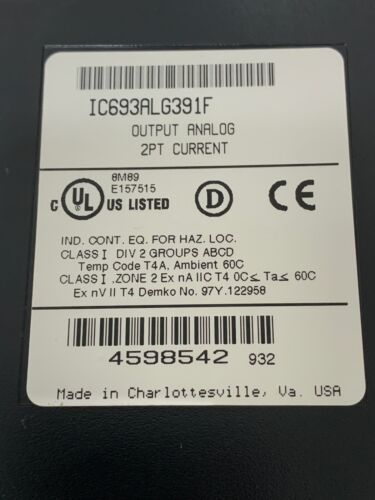 IC693ALG391F
OUTPUT ANALOG
2PT CURRENT
8M89
E157515
C UL US LISTED
D
CE
IND. CONT. EQ. FOR HAZ. LOC.
CLASS I DIV 2 GROUPS ABCD
Temp Code T4A, Ambient 60C
CLASS I .ZONE 2 Ex nA IIC T4 0C≤ Ta≤ 60C
Ex nV II T4 Demko No. 97Y.122958
4598542 932
Made in Charlottesville, Va. USA